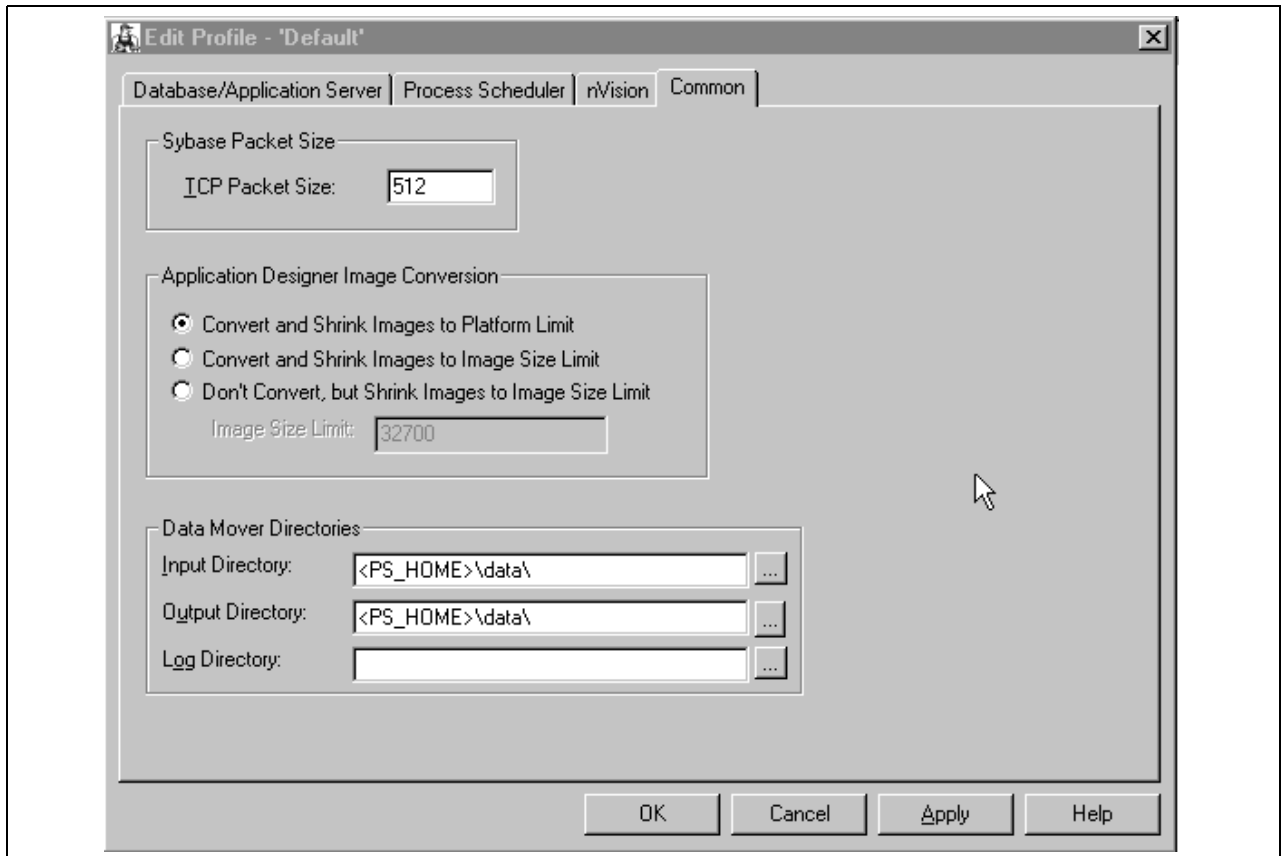 Edit Profile - 'Default'
Database/Application Server Process Scheduler nVision Common
Sybase Packet Size
TCP Packet Size: 512
Application Designer Image Conversion
Convert and Shrink Images to Platform Limit
Convert and Shrink Images to Image Size Limit
Don't Convert, but Shrink Images to Image Size Limit
Image Size Limit: 32700
Data Mover Directories
Input Directory: <PS_HOME>\data\ ...
Output Directory: <PS_HOME>\data\ ...
Log Directory: ...
OK Cancel Apply Help